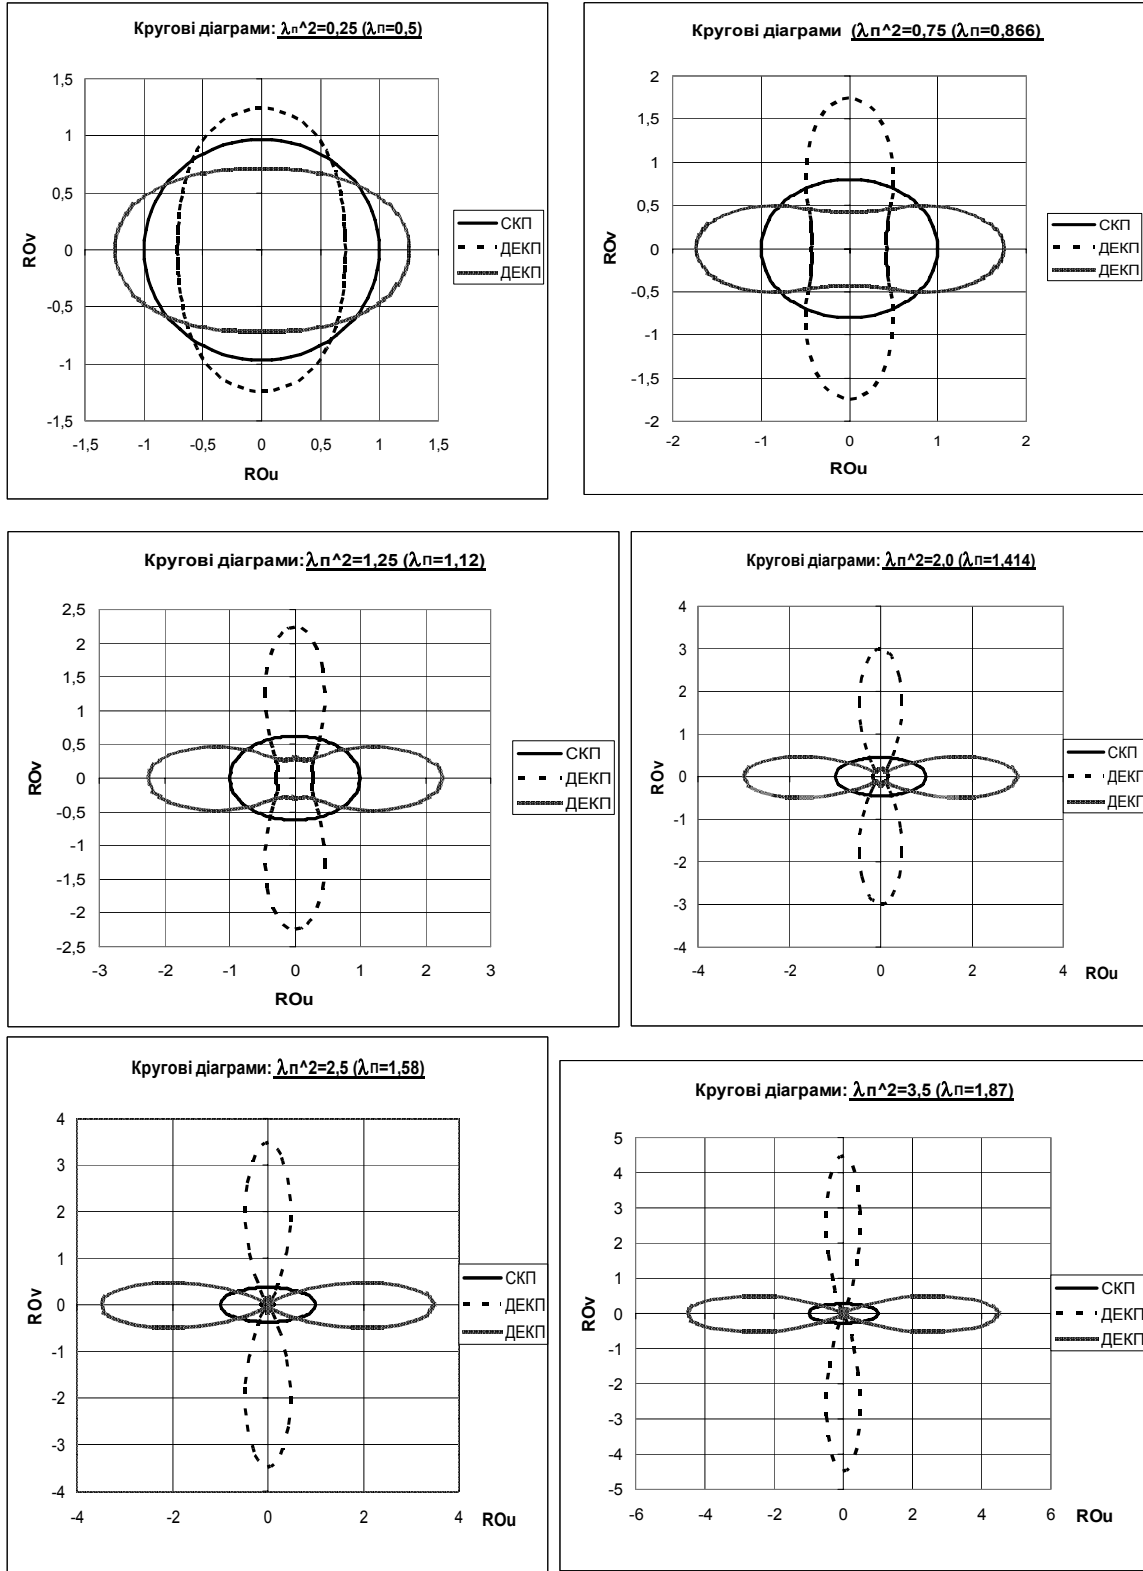 Кругові діаграми: λп^2=0,25 (λп=0,5)
1,5
1
0,5
0
-0,5
-1
-1,5
-1,5 -1 -0,5 0 0,5 1 1,5
ROv
ROu
СКП
ДЕКП
ДЕКП
Кругові діаграми (λп^2=0,75 (λп=0,866)
2
1,5
1
0,5
0
-0,5
-1
-1,5
-2
-2 -1 0 1 2
ROv
ROu
СКП
ДЕКП
ДЕКП
Кругові діаграми: λп^2=1,25 (λп=1,12)
2,5
2
1,5
1
0,5
0
-0,5
-1
-1,5
-2
-2,5
-3 -2 -1 0 1 2 3
ROv
ROu
СКП
ДЕКП
ДЕКП
Кругові діаграми: λп^2=2,0 (λп=1,414)
4
3
2
1
0
-1
-2
-3
-4
-4 -2 0 2 4
ROv
ROu
СКП
ДЕКП
ДЕКП
Кругові діаграми: λп^2=2,5 (λп=1,58)
4
3
2
1
0
-1
-2
-3
-4
-4 -2 0 2 4
ROv
ROu
СКП
ДЕКП
ДЕКП
Кругові діаграми: λп^2=3,5 (λп=1,87)
5
4
3
2
1
0
-1
-2
-3
-4
-5
-6 -4 -2 0 2 4 6
ROv
ROu
СКП
ДЕКП
ДЕКП